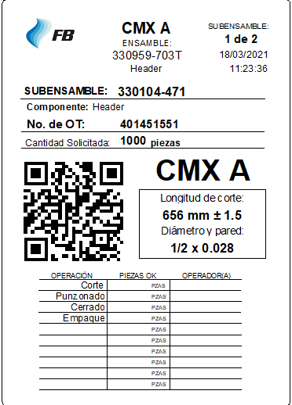 FB
CMX A
ENSAMBLE:
330959-703T
Header
SUBENSAMBLE:
1 de 2
18/03/2021
11:23:36
SUBENSAMBLE: 330104-471
Componente: Header
No. de OT: 401451551
Cantidad Solicitada: 1000 piezas
CMX A
Longitud de corte:
656 mm ± 1.5
Diámetro y pared:
1/2 x 0.028
OPERACIÓN PIEZAS OK OPERADOR(A)
Corte PZAS
Punzonado PZAS
Cerrado PZAS
Empaque PZAS
PZAS
PZAS
PZAS
PZAS
PZAS
PZAS